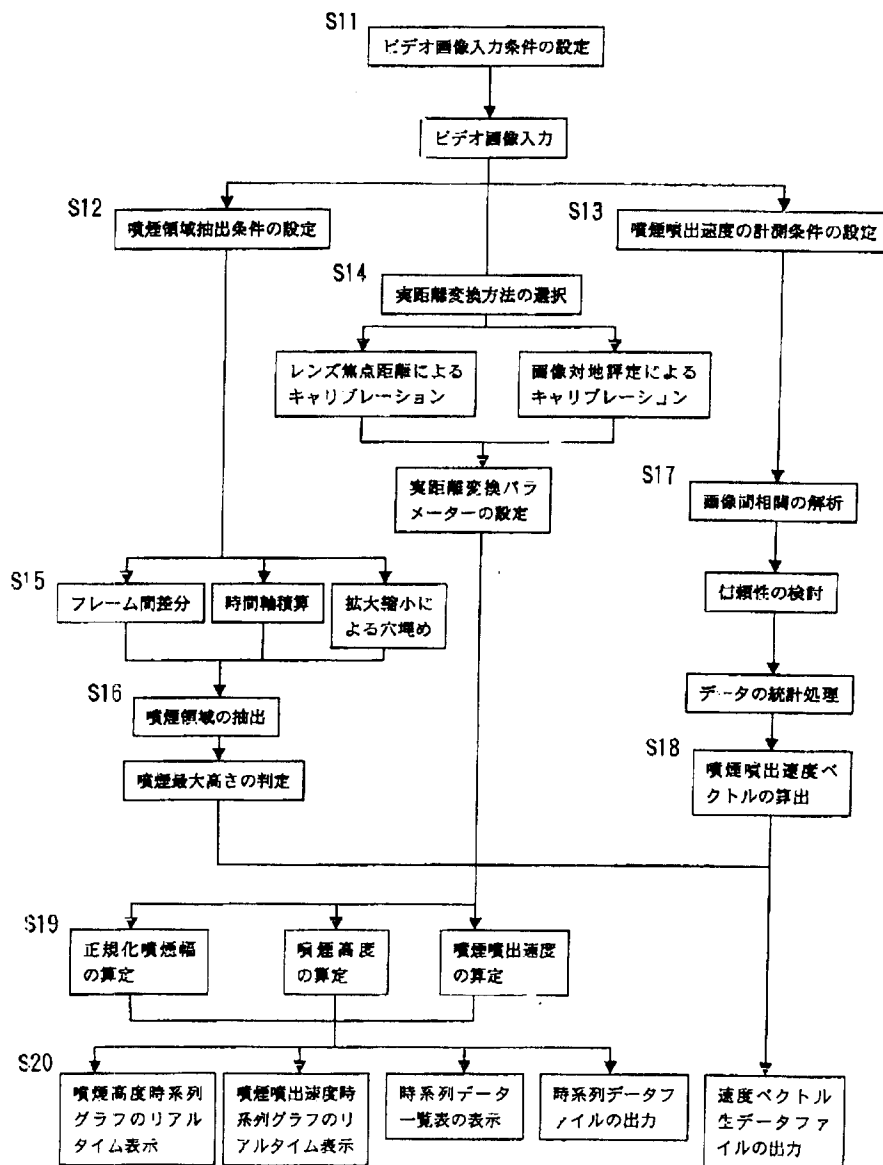 S11
ビデオ画像入力条件の設定
ビデオ画像入力
S12
噴煙領域抽出条件の設定
S13
噴煙噴出速度の計測条件の設定
S14
実距離変換方法の選択
レンズ焦点距離による
キャリブレーション
画像対地評定による
キャリブレーション
実距離変換パラ
メーターの設定
S17
画像間相関の解析
信頼性の検討
データの統計処理
S18
噴煙噴出速度ベ
クトルの算出
S15
フレーム間差分
時間軸積算
拡大縮小に
よる穴埋め
S16
噴煙領域の抽出
噴煙最大高さの判定
S19
正規化噴煙幅
の算定
噴煙高度
の算定
噴煙噴出速度
の算定
S20
噴煙高度時系列
グラフのリアル
タイム表示
噴煙噴出速度時
系列グラフのリ
アルタイム表示
時系列データ
一覧表の表示
時系列データフ
ァイルの出力
速度ベクトル
生データファ
イルの出力